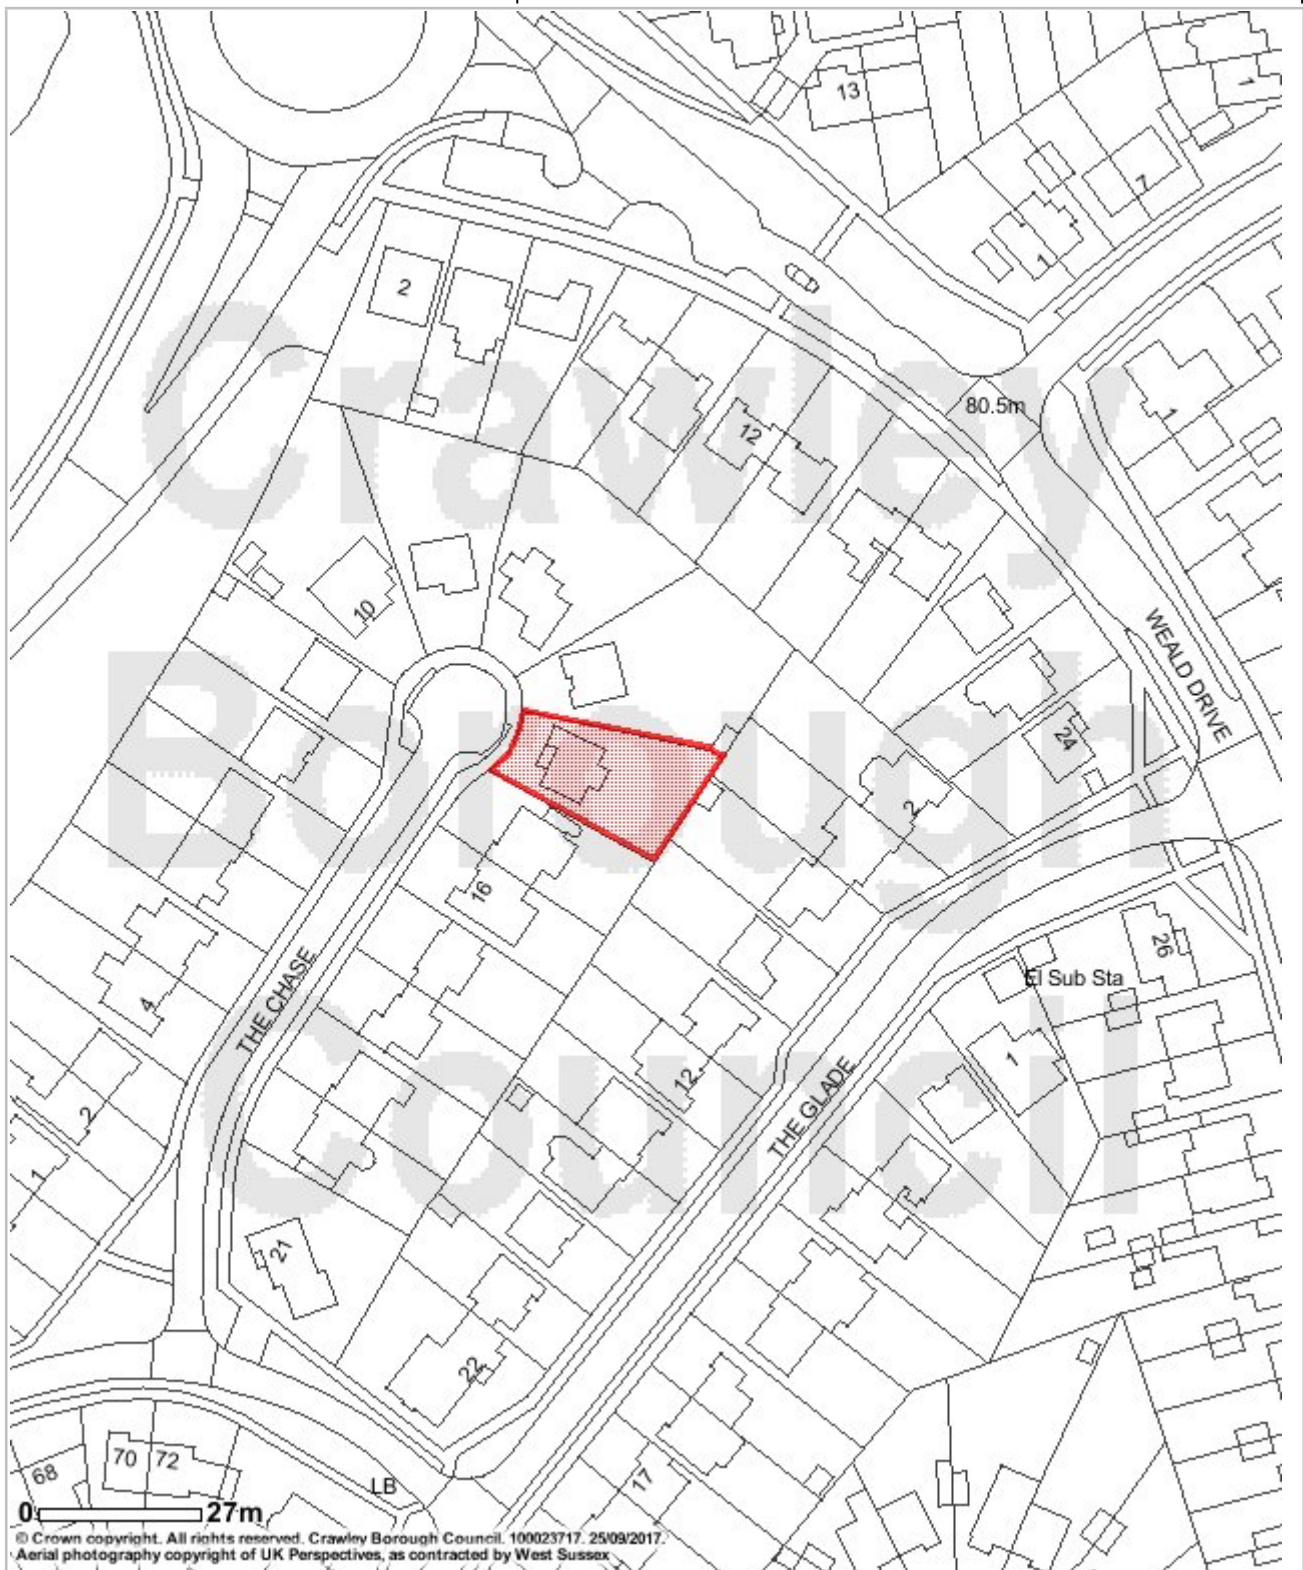 13
1
7
1
2
Crawley
12
80.5m
1
10
WEALD DRIVE
Borough
24
2
16
26
El Sub Sta
THE CHASE
4
Council
12
1
THE GLADE
2
1
21
22
70 72
68
17
LB
0 27m
© Crown copyright. All rights reserved. Crawley Borough Council. 100023717. 25/09/2017.
Aerial photography copyright of UK Perspectives, as contracted by West Sussex